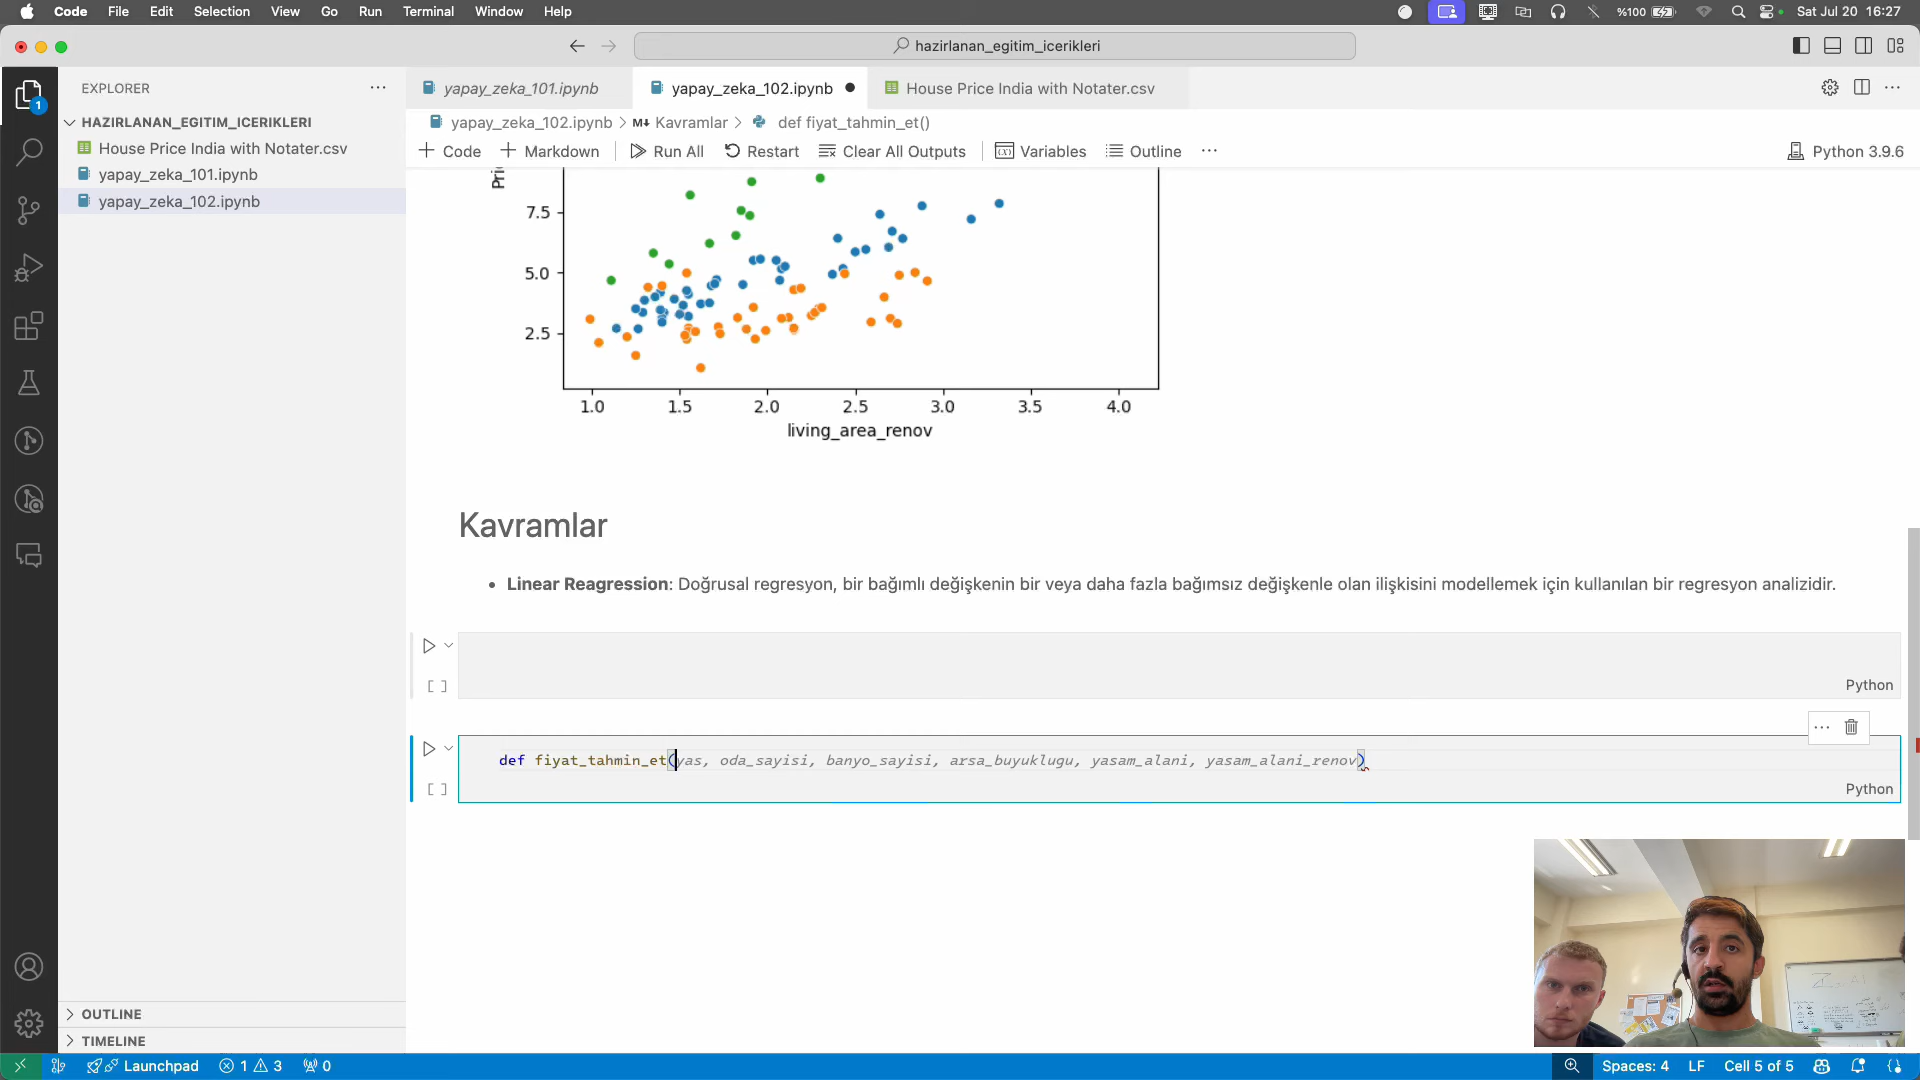 Code File Edit Selection View Go Run Terminal Window Help
%100 Sat Jul 20 16:27
hazirlanan_egitim_icerikleri
EXPLORER
1
HAZIRLANAN_EGITIM_ICERIKLERI
House Price India with Notater.csv
yapay_zeka_101.ipynb
yapay_zeka_102.ipynb
OUTLINE
TIMELINE
yapay_zeka_101.ipynb yapay_zeka_102.ipynb House Price India with Notater.csv
yapay_zeka_102.ipynb > M↓ Kavramlar > def fiyat_tahmin_et()
+ Code + Markdown Run All Restart Clear All Outputs Variables Outline ... Python 3.9.6
7.5
5.0
2.5
1.0 1.5 2.0 2.5 3.0 3.5 4.0
living_area_renov
Kavramlar
• Linear Reagression: Doğrusal regresyon, bir bağımlı değişkenin bir veya daha fazla bağımsız değişkenle olan ilişkisini modellemek için kullanılan bir regresyon analizidir.
[ ]
Python
def fiyat_tahmin_et(yas, oda_sayisi, banyo_sayisi, arsa_buyuklugu, yasam_alani, yasam_alani_renov)
[ ]
Python
Launchpad 1 3 0
Spaces: 4 LF Cell 5 of 5